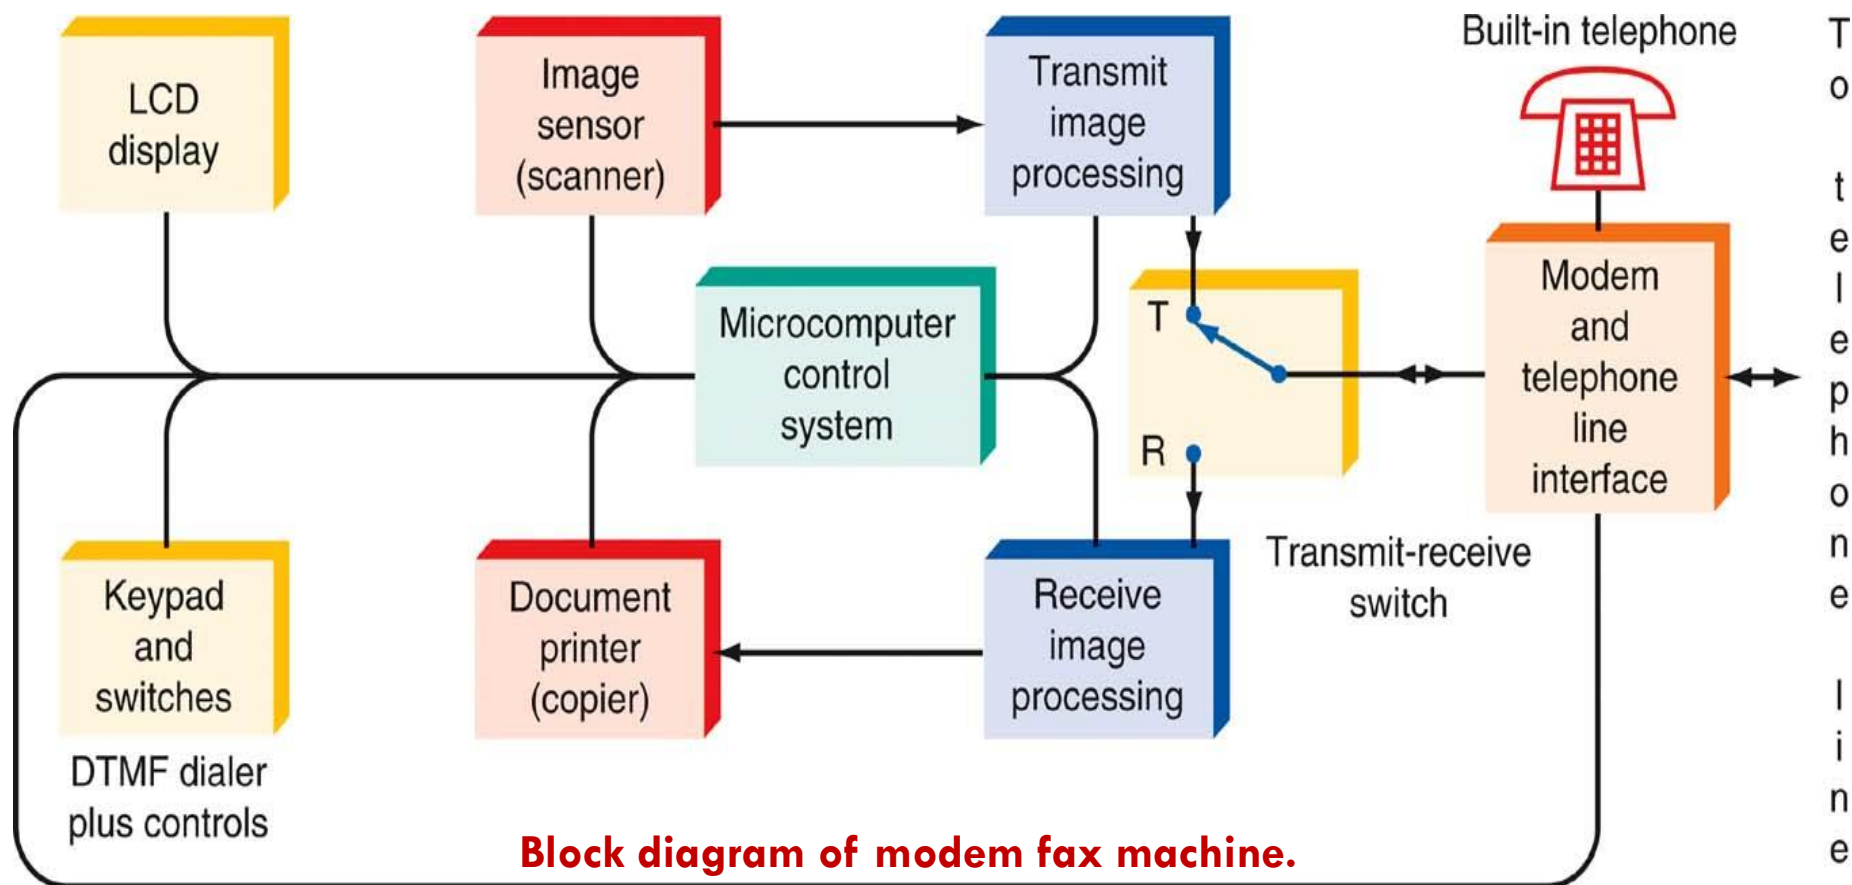 LCD
display
Image
sensor
(scanner)
Transmit
image
processing
Built-in telephone
Microcomputer
control
system
T
R
Modem
and
telephone
line
interface
To telephone line
Keypad
and
switches
DTMF dialer
plus controls
Document
printer
(copier)
Receive
image
processing
Transmit-receive
switch
Block diagram of modem fax machine.